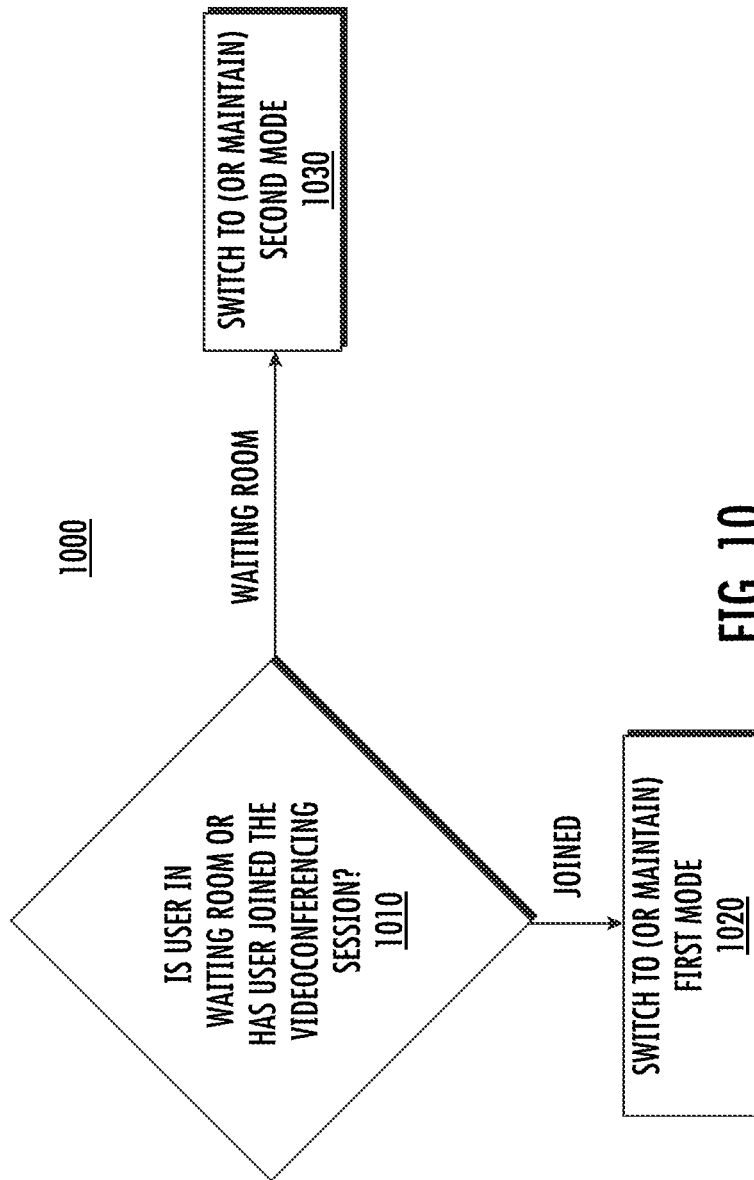 1000
IS USER IN
WAITING ROOM OR
HAS USER JOINED THE
VIDEOCONFERENCING
SESSION?
1010
WAITING ROOM
SWITCH TO (OR MAINTAIN)
SECOND MODE
1030
JOINED
SWITCH TO (OR MAINTAIN)
FIRST MODE
1020
FIG. 10